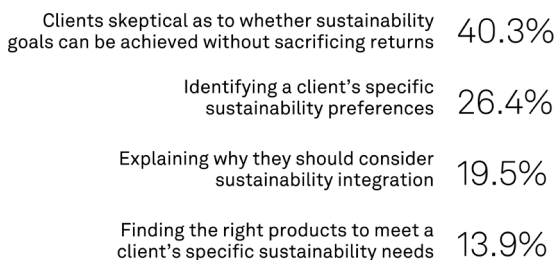 Clients skeptical as to whether sustainability
goals can be achieved without sacrificing returns
40.3%
Identifying a client's specific
sustainability preferences
26.4%
Explaining why they should consider
sustainability integration
19.5%
Finding the right products to meet a
client's specific sustainability needs
13.9%